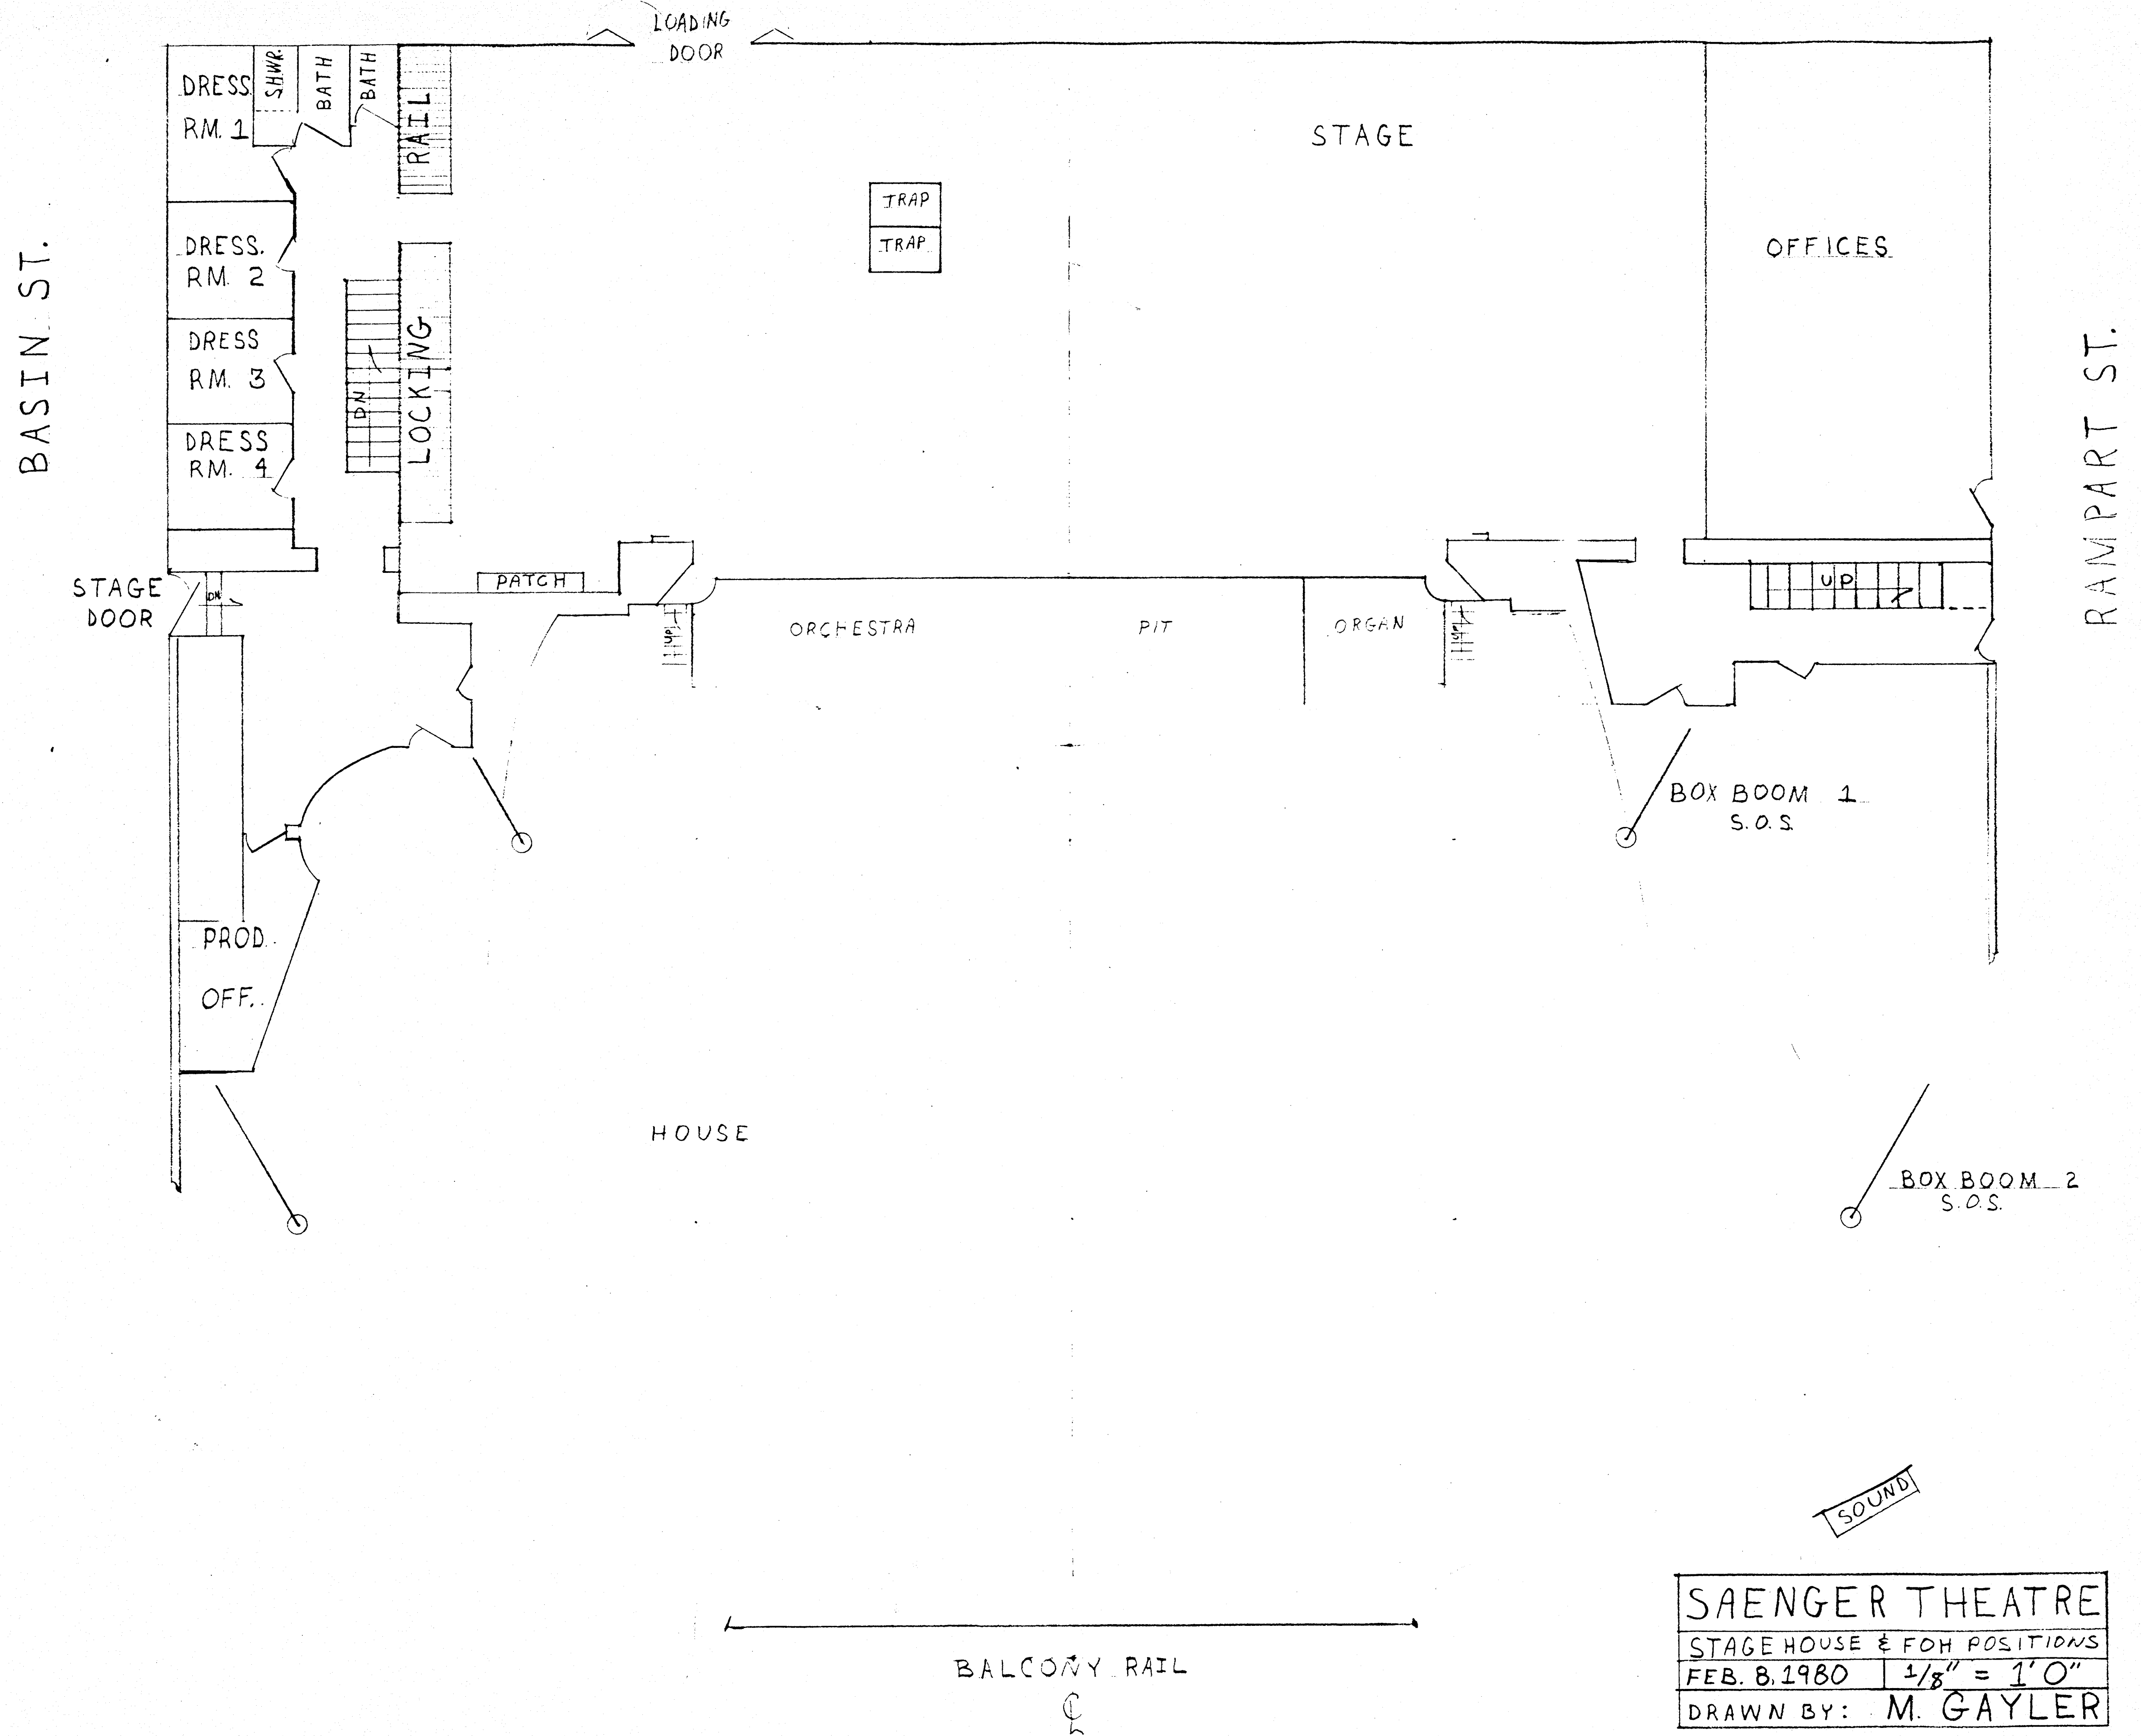 LOADING
DOOR
DRESS.
RM. 1
SHWR.
BATH
BATH
RAIL
STAGE
TRAP
TRAP
OFFICES
BASIN ST.
DRESS.
RM. 2
DRESS
RM. 3
DRESS
RM. 4
DN
LOCKING
RAMPART ST.
STAGE
DOOR
DN
PATCH
UP
ORCHESTRA
PIT
ORGAN
UP
UP
BOX BOOM 1
S.O.S.
PROD.
OFF.
HOUSE
BOX BOOM 2
S.O.S.
SOUND
BALCONY RAIL
SAENGER THEATRE
STAGE HOUSE & FOH POSITIONS
FEB. 8, 1980
1/8" = 1'0"
DRAWN BY: M. GAYLER